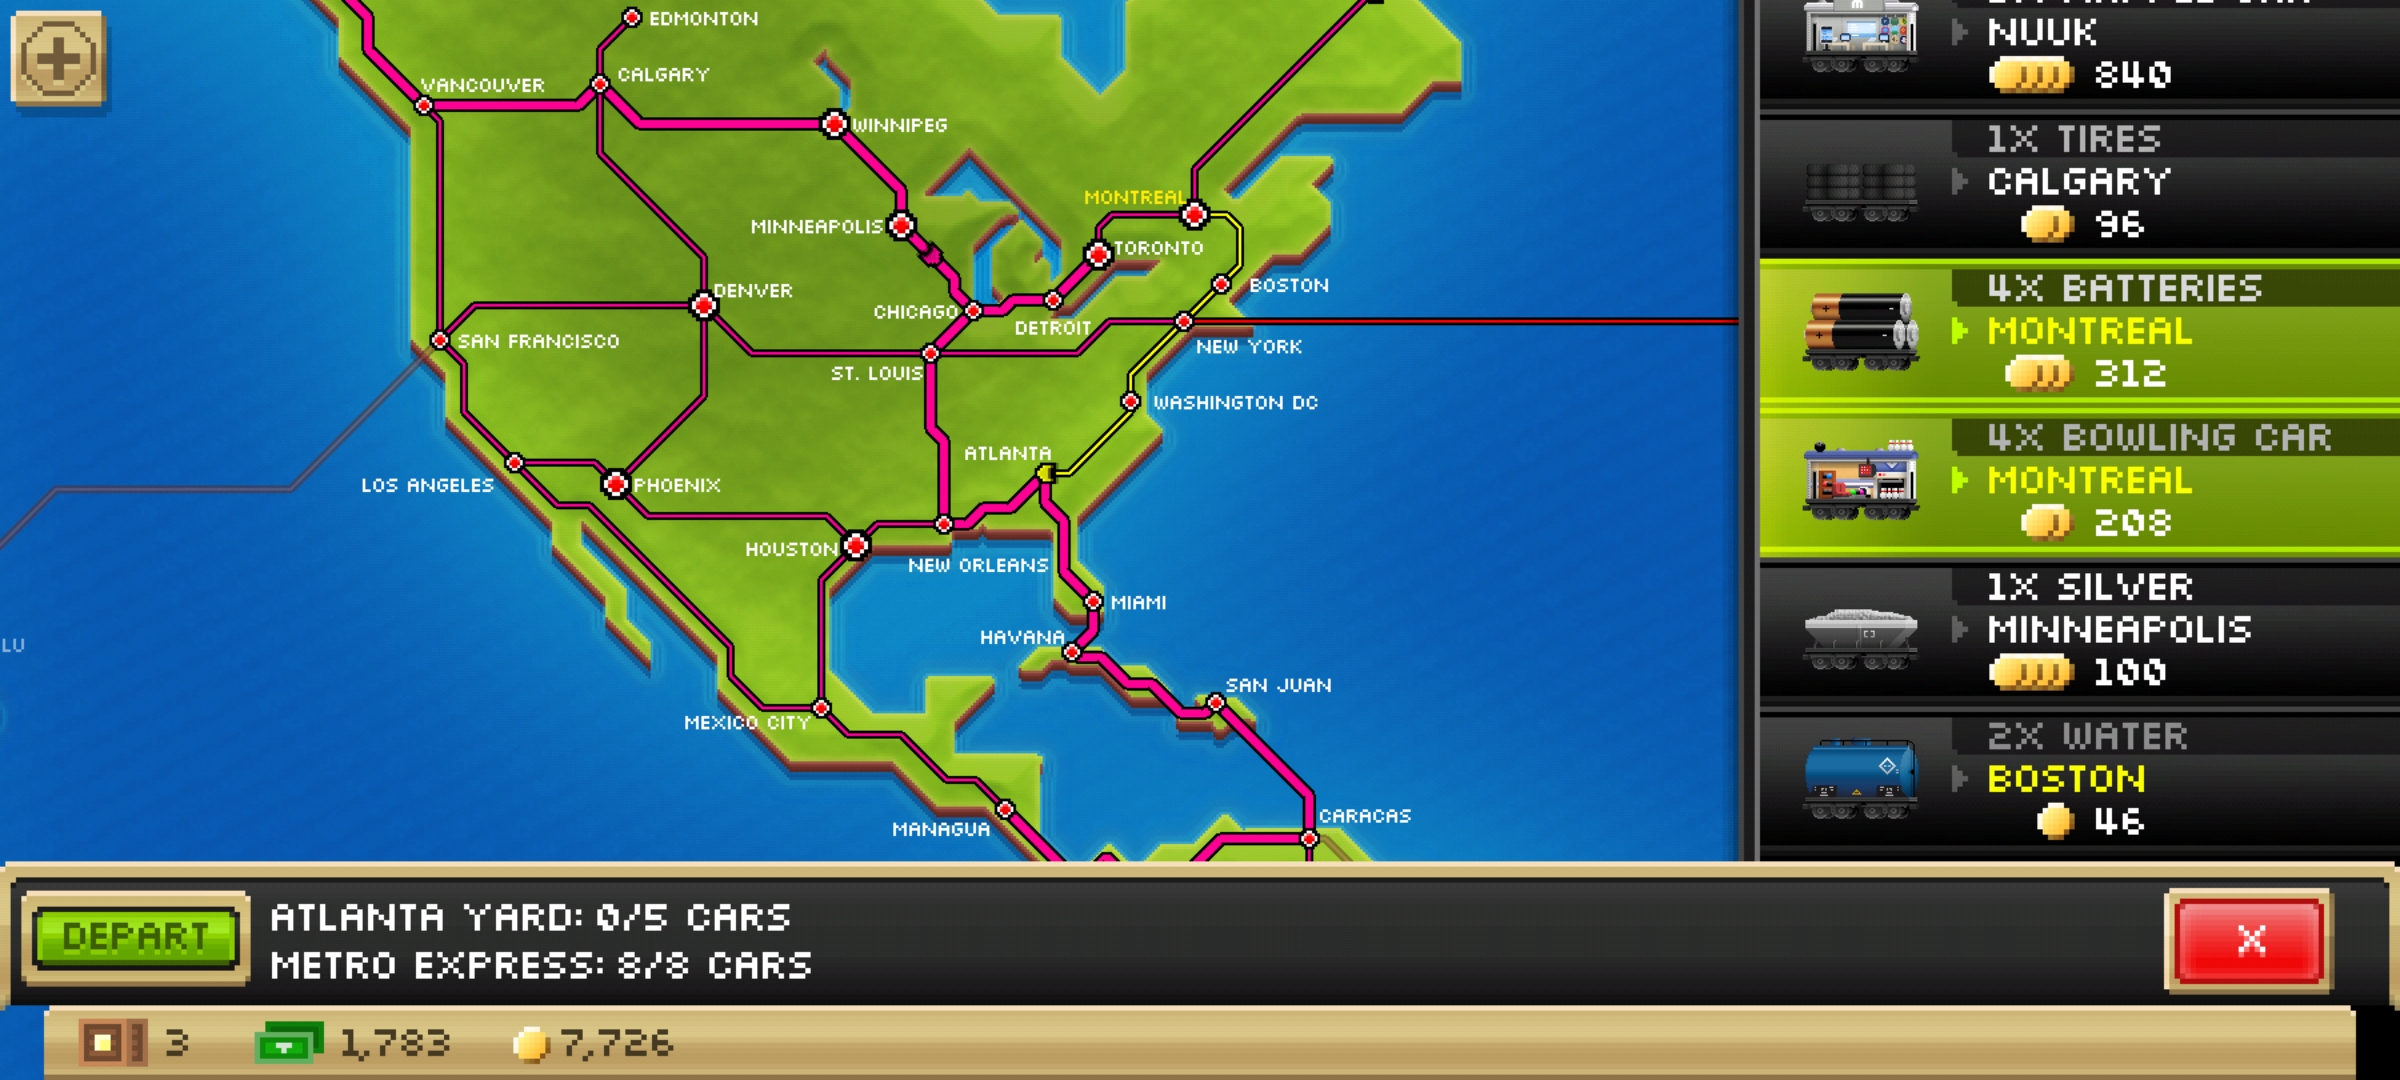 EDMONTON
CALGARY
VANCOUVER
WINNIPEG
MONTREAL
MINNEAPOLIS
TORONTO
BOSTON
DENVER
CHICAGO
DETROIT
SAN FRANCISCO
NEW YORK
ST. LOUIS
WASHINGTON DC
ATLANTA
LOS ANGELES
PHOENIX
HOUSTON
NEW ORLEANS
MIAMI
HAVANA
LU
SAN JUAN
MEXICO CITY
CARACAS
MANAGUA
NUUK
840
1X TIRES
CALGARY
96
4X BATTERIES
MONTREAL
312
4X BOWLING CAR
MONTREAL
208
1X SILVER
MINNEAPOLIS
100
2X WATER
BOSTON
46
DEPART
ATLANTA YARD: 0/5 CARS
METRO EXPRESS: 8/8 CARS
X
3
1,783
7,726